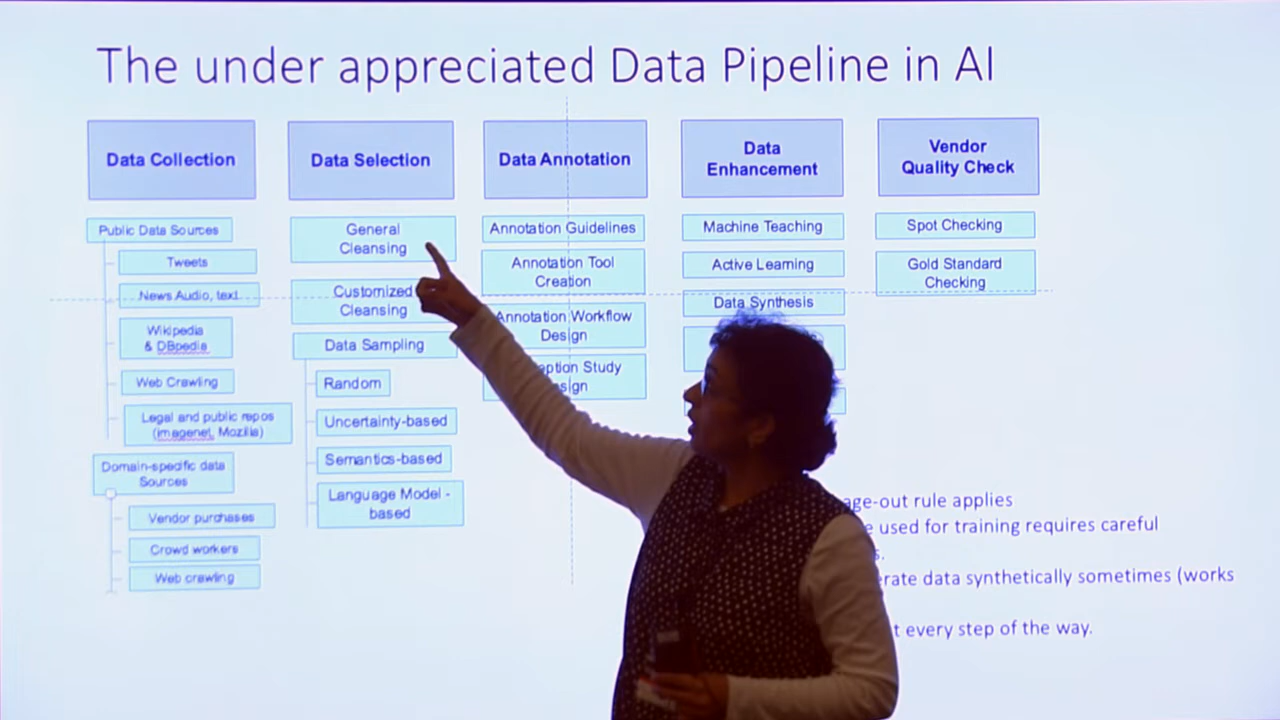 The under appreciated Data Pipeline in AI
Data Collection
Public Data Sources
Tweets
News Audio, text
Wikipedia
& DBpedia
Web Crawling
Legal and public repos
(imagenet, Mozilla)
Domain-specific data
Sources
Vendor purchases
Crowd workers
Web crawling
Data Selection
General
Cleansing
Customized
Cleansing
Data Sampling
Random
Uncertainty-based
Semantics-based
Language Model -
based
Data Annotation
Annotation Guidelines
Annotation Tool
Creation
Annotation Workflow
Design
Study
Data
Enhancement
Machine Teaching
Active Learning
Data Synthesis
Vendor
Quality Check
Spot Checking
Gold Standard
Checking
rule applies
used for training requires careful
data synthetically sometimes (works
every step of the way.